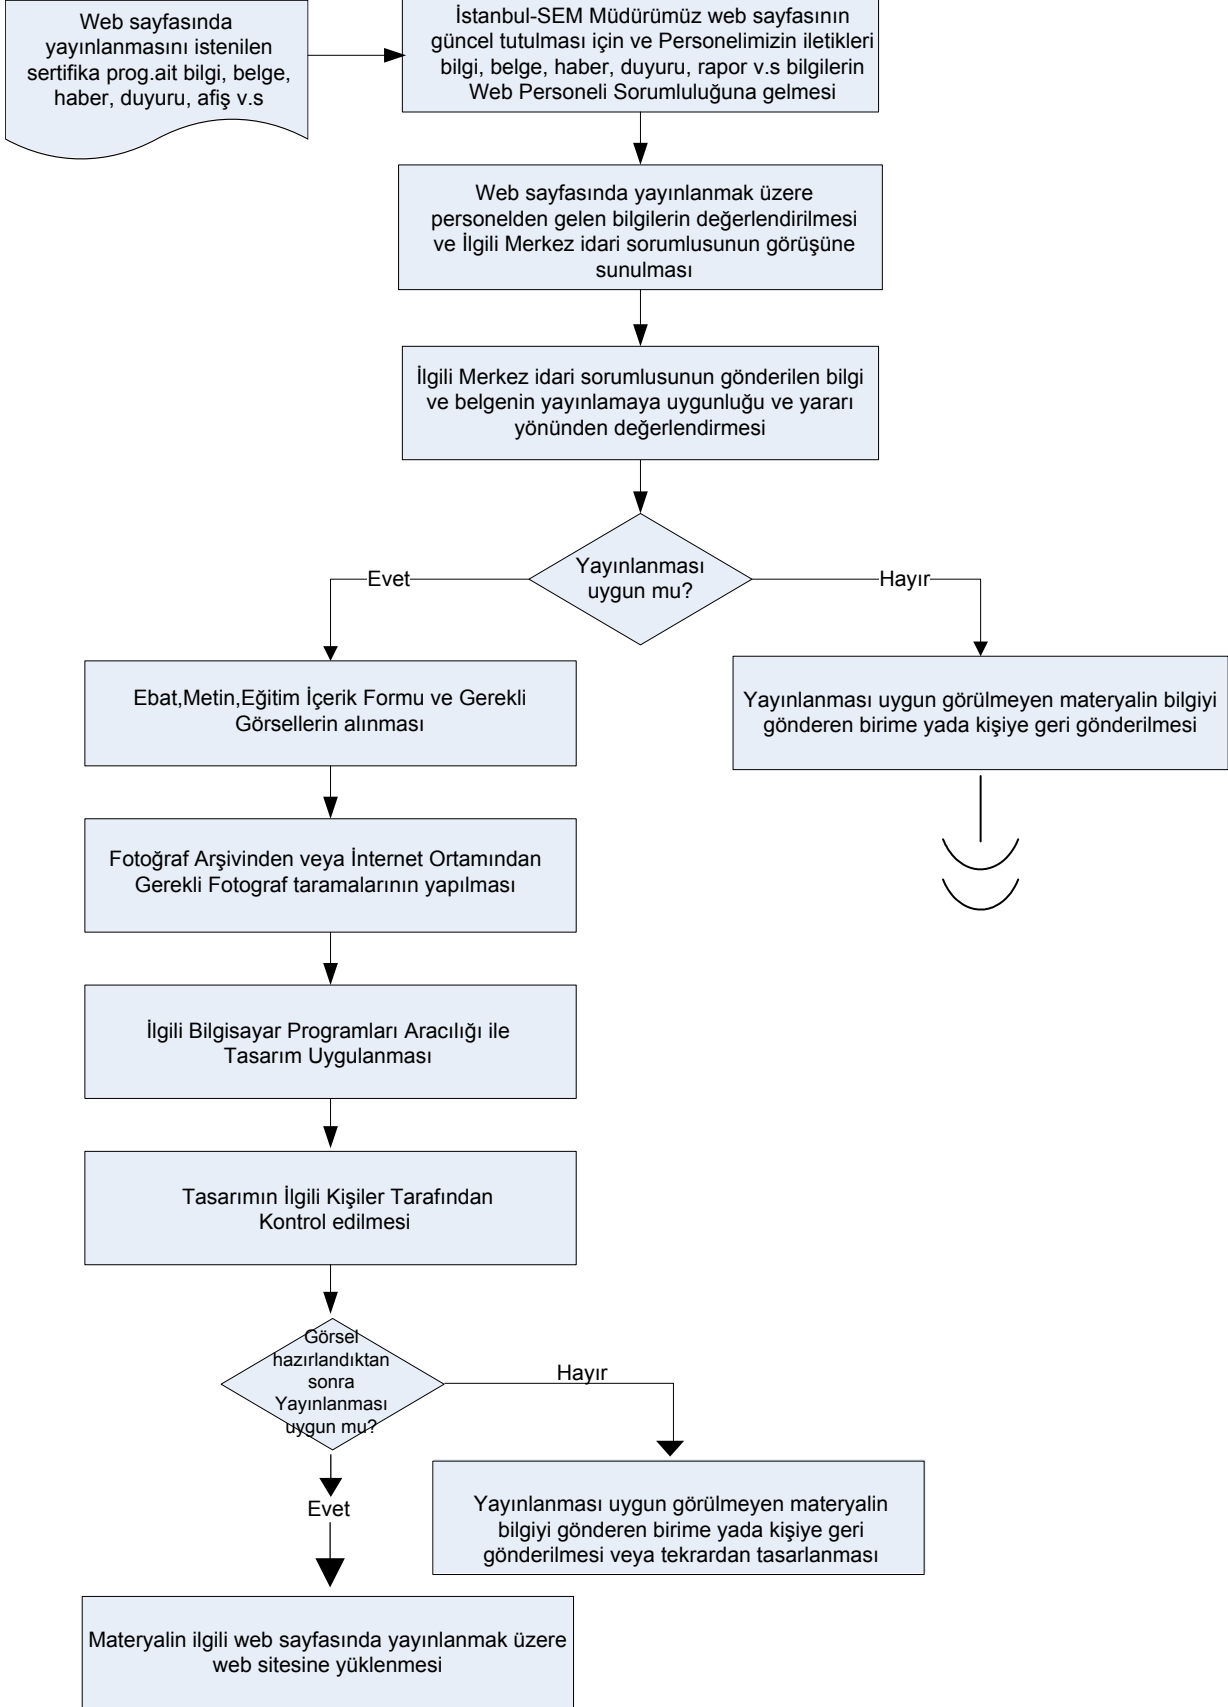 Web sayfasında
yayınlanmasını istenilen
sertifika prog.ait bilgi, belge,
haber, duyuru, afiş v.s
İstanbul-SEM Müdürümüz web sayfasının
güncel tutulması için ve Personelimizin iletikleri
bilgi, belge, haber, duyuru, rapor v.s bilgilerin
Web Personeli Sorumluluğuna gelmesi
Web sayfasında yayınlanmak üzere
personelden gelen bilgilerin değerlendirilmesi
ve İlgili Merkez idari sorumlusunun görüşüne
sunulması
İlgili Merkez idari sorumlusunun gönderilen bilgi
ve belgenin yayınlamaya uygunluğu ve yararı
yönünden değerlendirmesi
Yayınlanması
uygun mu?
Evet
Hayır
Ebat,Metin,Eğitim İçerik Formu ve Gerekli
Görsellerin alınması
Yayınlanması uygun görülmeyen materyalin bilgiyi
gönderen birime yada kişiye geri gönderilmesi
Fotoğraf Arşivinden veya İnternet Ortamından
Gerekli Fotograf taramalarının yapılması
İlgili Bilgisayar Programları Aracılığı ile
Tasarım Uygulanması
Tasarımın İlgili Kişiler Tarafından
Kontrol edilmesi
Görsel
hazırlandıktan
sonra
Yayınlanması
uygun mu?
Hayır
Evet
Yayınlanması uygun görülmeyen materyalin
bilgiyi gönderen birime yada kişiye geri
gönderilmesi veya tekrardan tasarlanması
Materyalin ilgili web sayfasında yayınlanmak üzere
web sitesine yüklenmesi